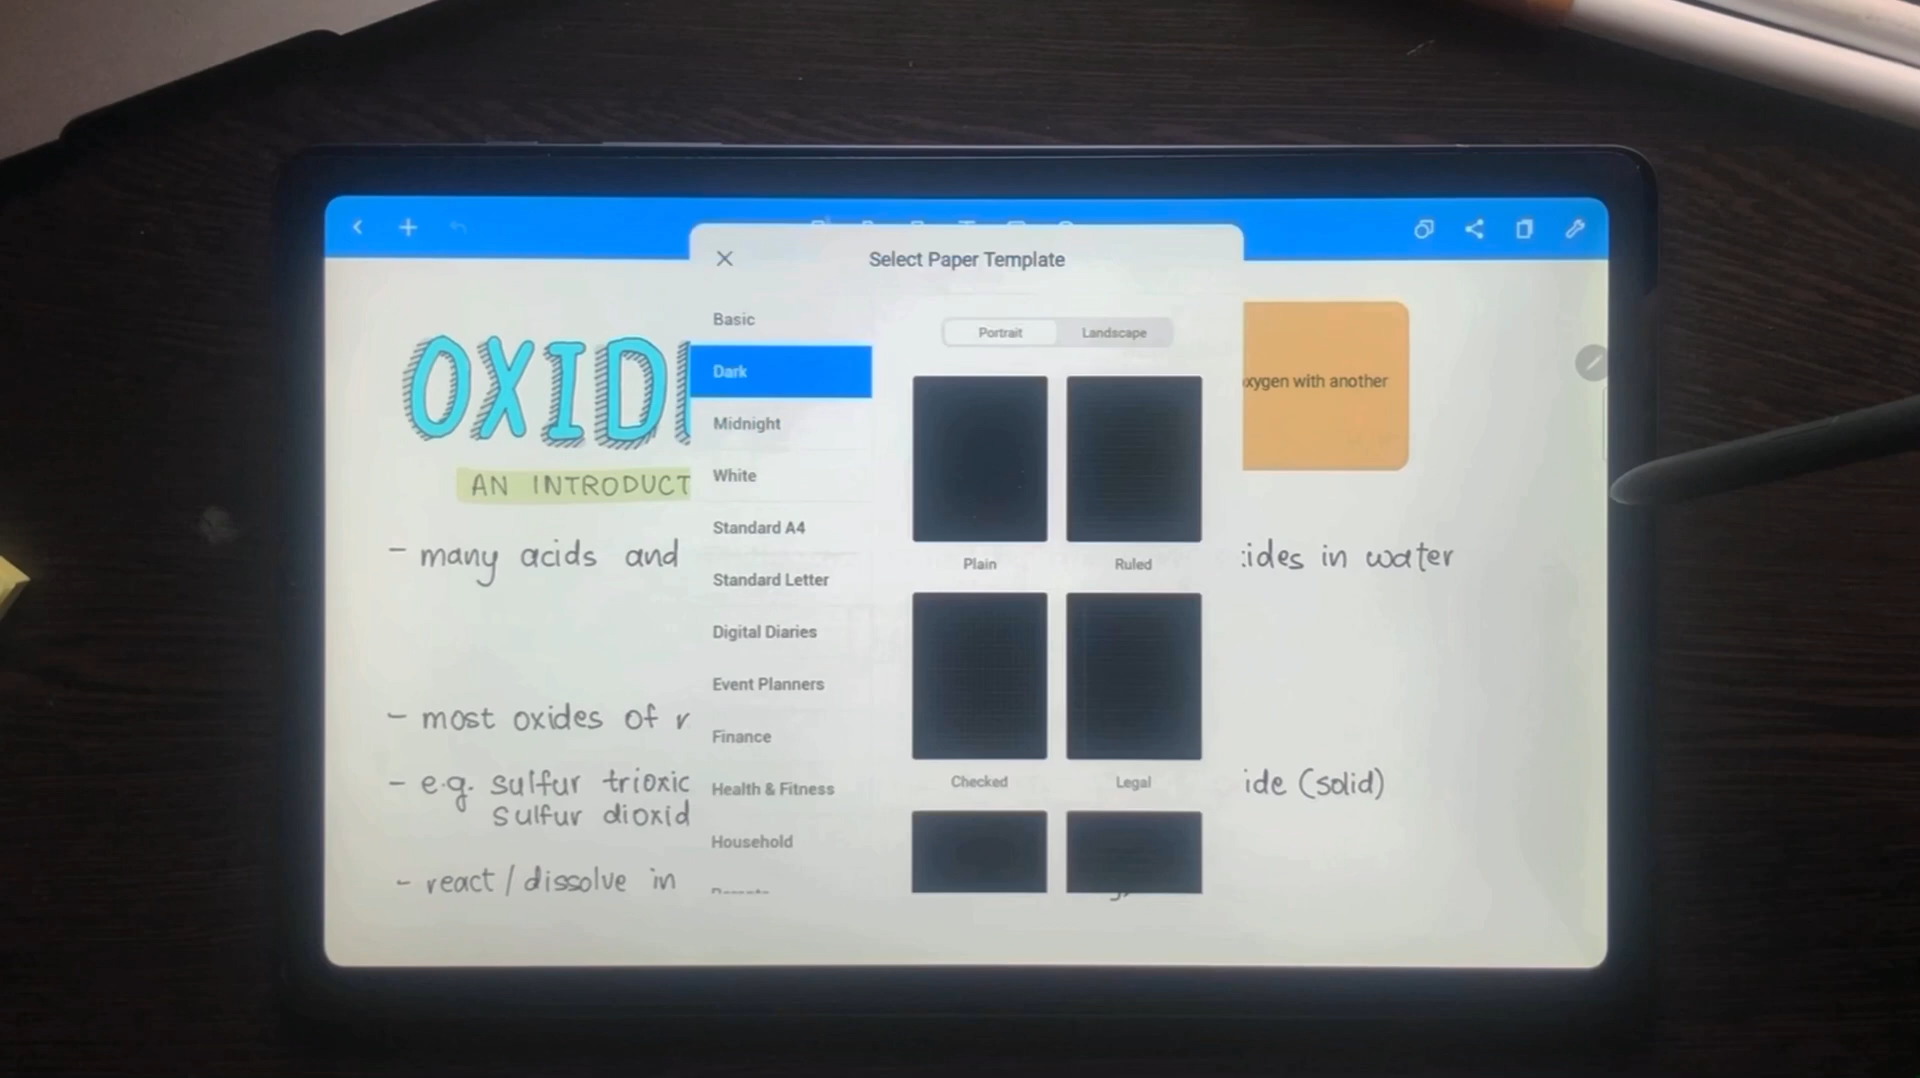 Select Paper Template
Basic
Dark
Midnight
White
Standard A4
Standard Letter
Digital Diaries
Event Planners
Finance
Health & Fitness
Household
Portrait Landscape
Plain Ruled
Checked Legal
OXID
AN INTRODUCT
- many acids and
- most oxides of
- e.g. sulfur trioxid
sulfur dioxid
- react / dissolve in
xygen with another
ides in water
ide (solid)